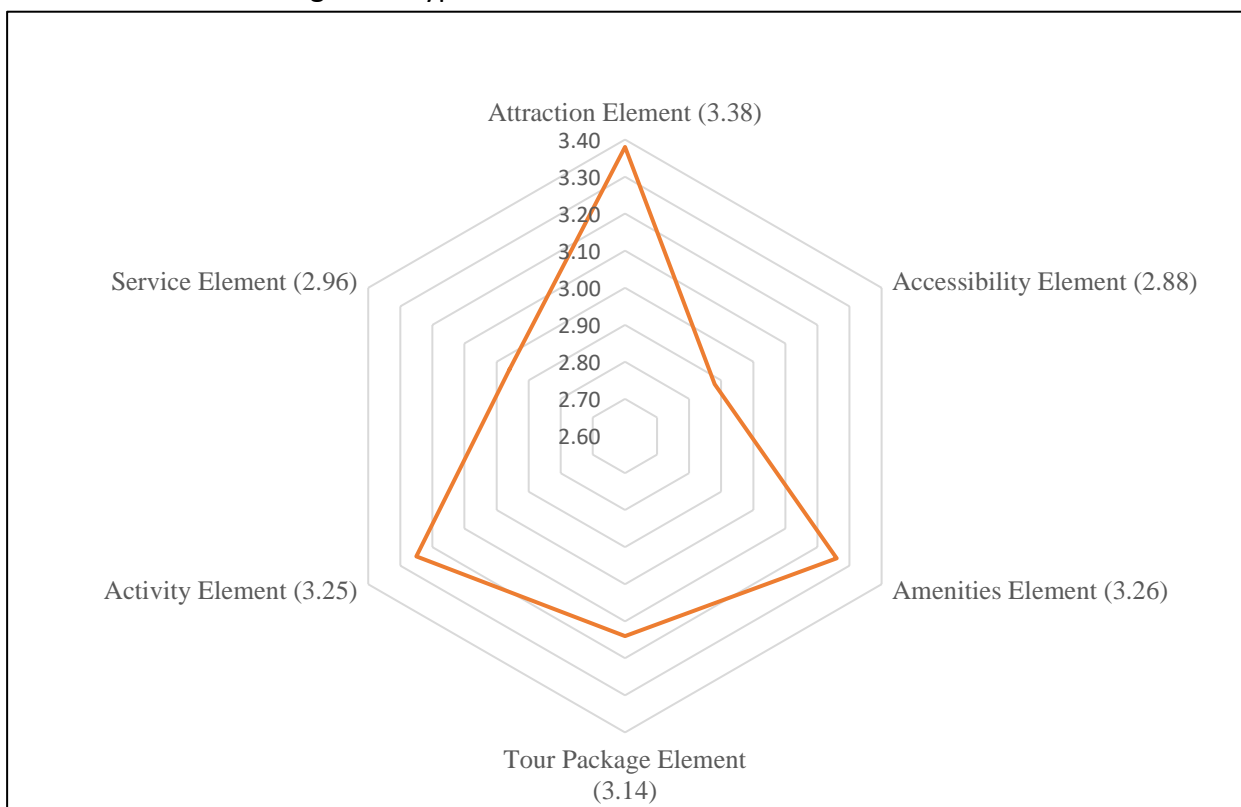 Attraction Element (3.38)
3.40
3.30
3.20
3.10
3.00
2.90
2.80
2.70
2.60
Service Element (2.96)
Accessibility Element (2.88)
Activity Element (3.25)
Amenities Element (3.26)
Tour Package Element
(3.14)